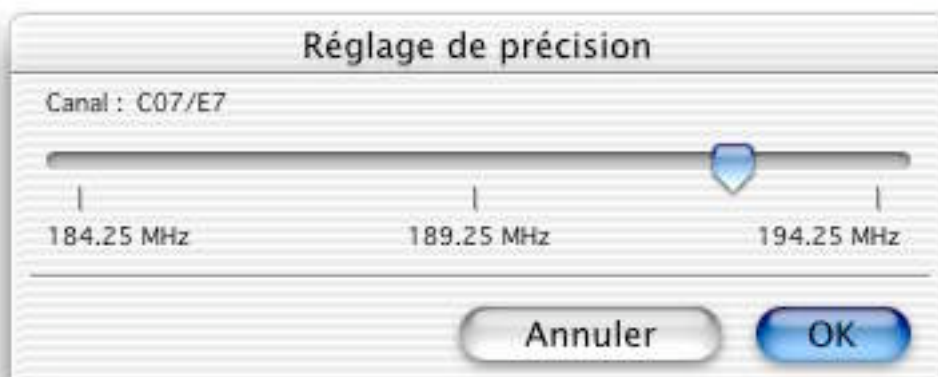 Réglage de précision
Canal : C07/E7
184.25 MHz 189.25 MHz 194.25 MHz
Annuler OK